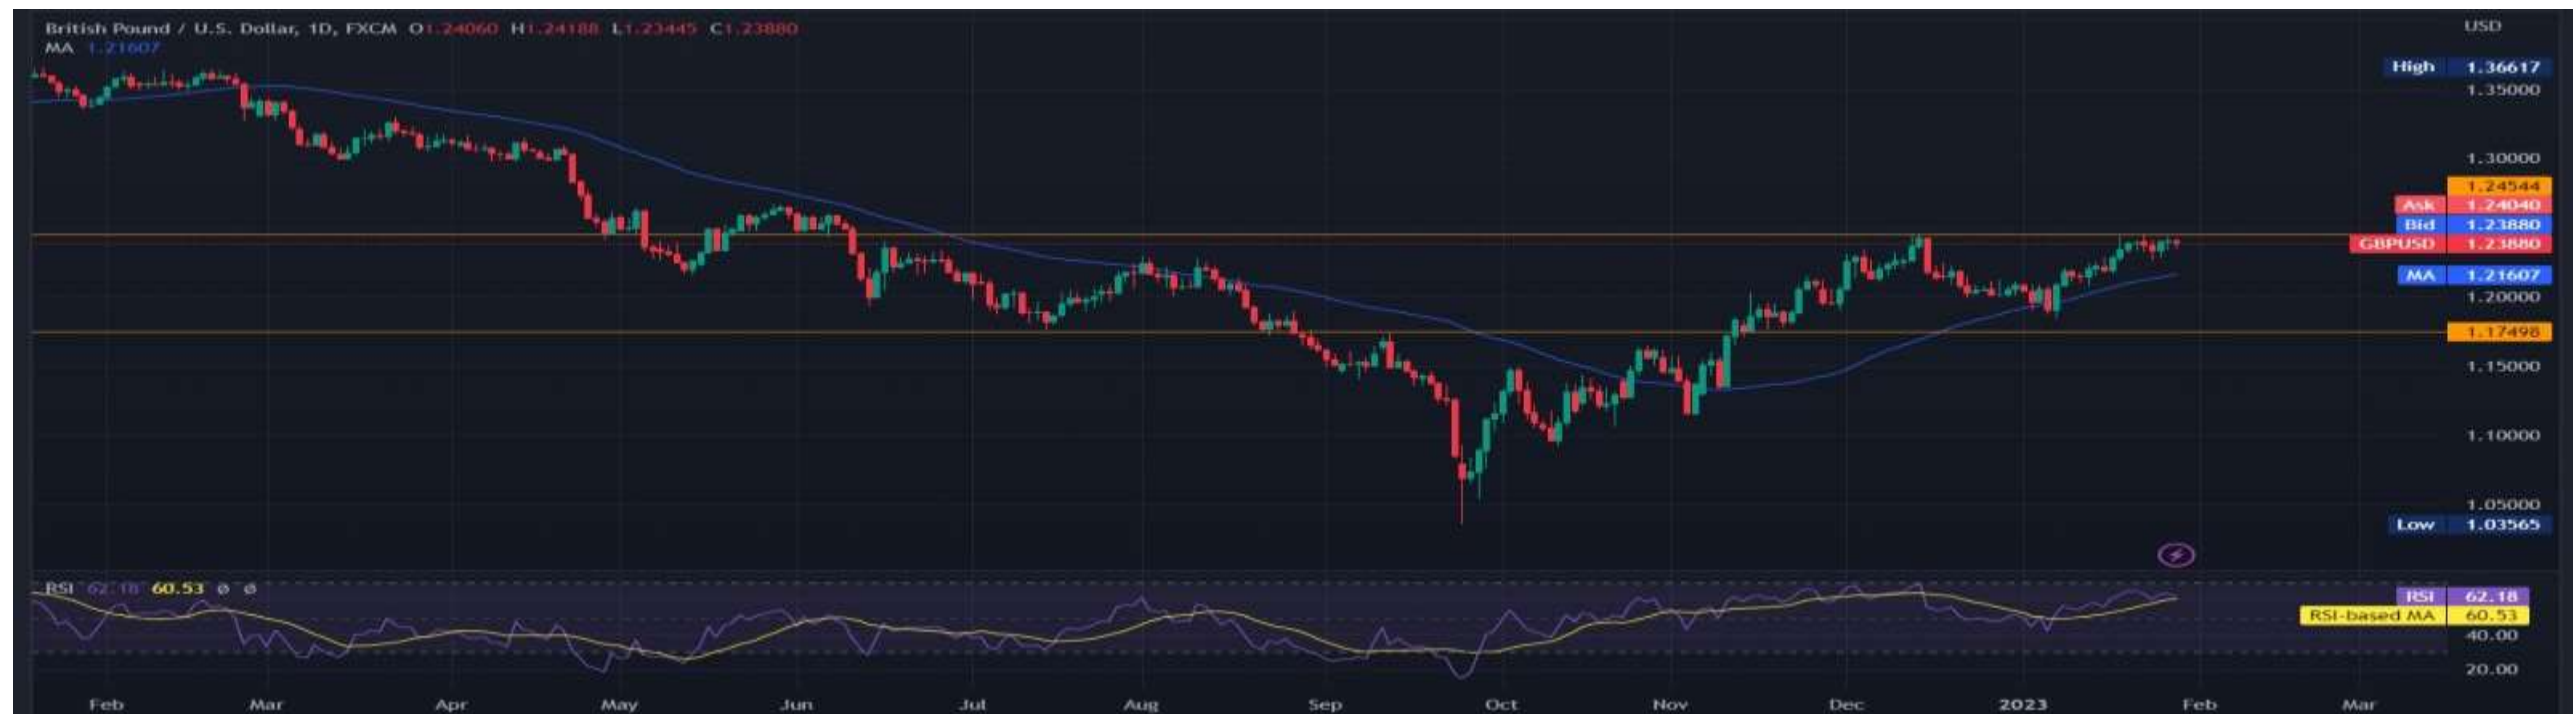 British Pound / U.S. Dollar, 1D, FXCM O1.24060 H1.24188 L1.23445 C1.23880
MA 1.21607
USD
High 1.36617
1.35000
1.30000
1.24544
Ask 1.24040
Bid 1.23880
GBPUSD 1.23880
MA 1.21607
1.20000
1.17498
1.15000
1.10000
1.05000
Low 1.03565
RSI 62.18 60.53 ø ø
RSI 62.18
RSI-based MA 60.53
40.00
20.00
Feb Mar Apr May Jun Jul Aug Sep Oct Nov Dec 2023 Feb Mar